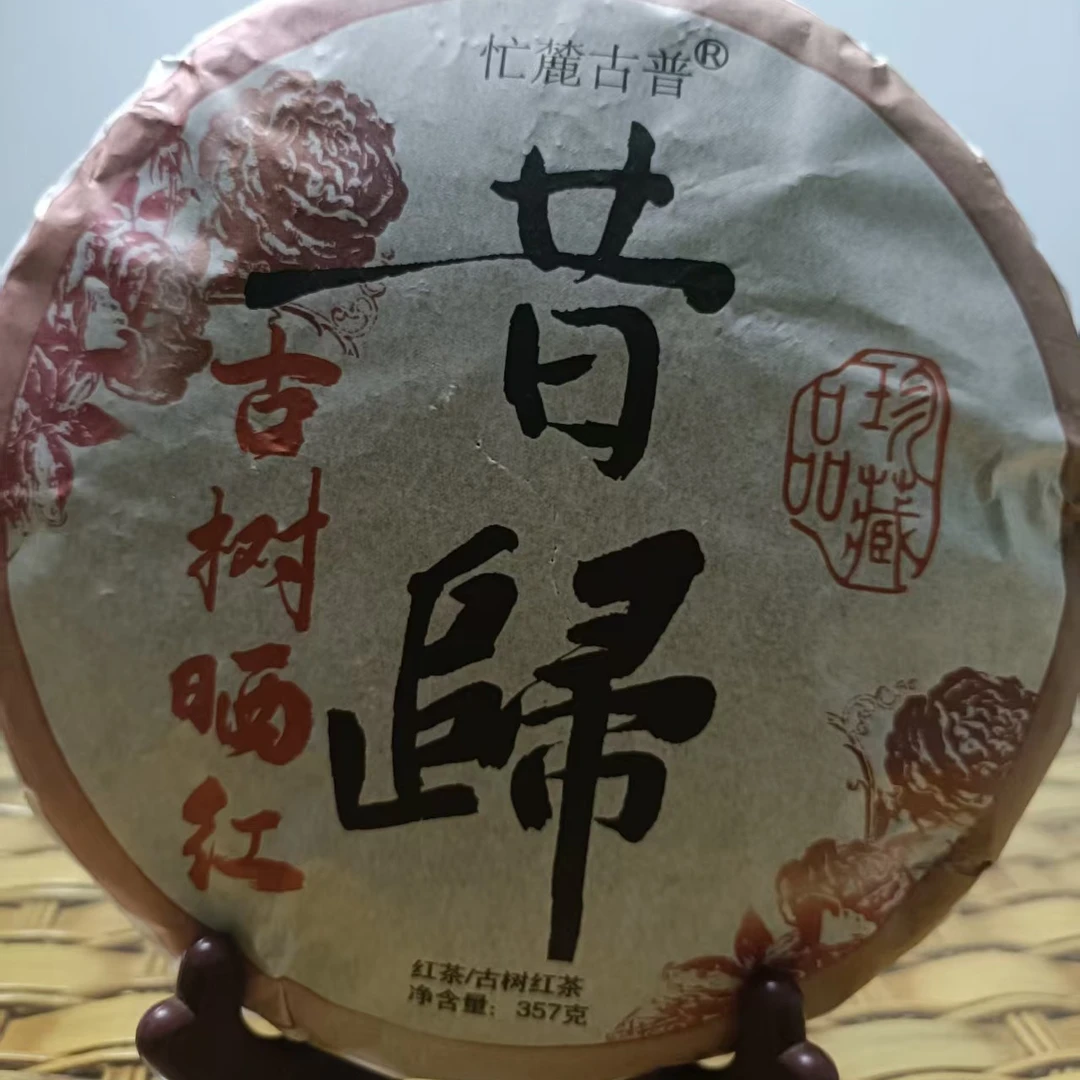 忙麓古普®
昔歸
古树晒红
珍藏
品
红茶/古树红茶
净含量：357克